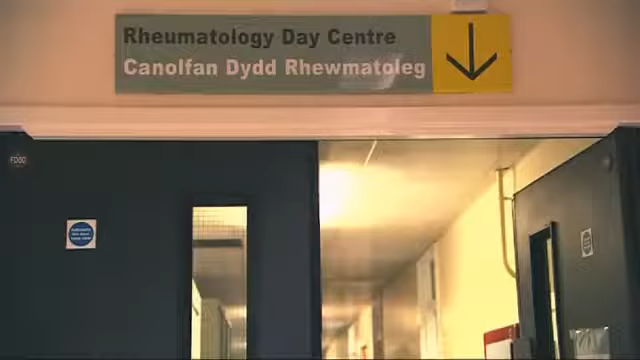 Rheumatology Day Centre
Canolfan Dydd Rhewmatoleg